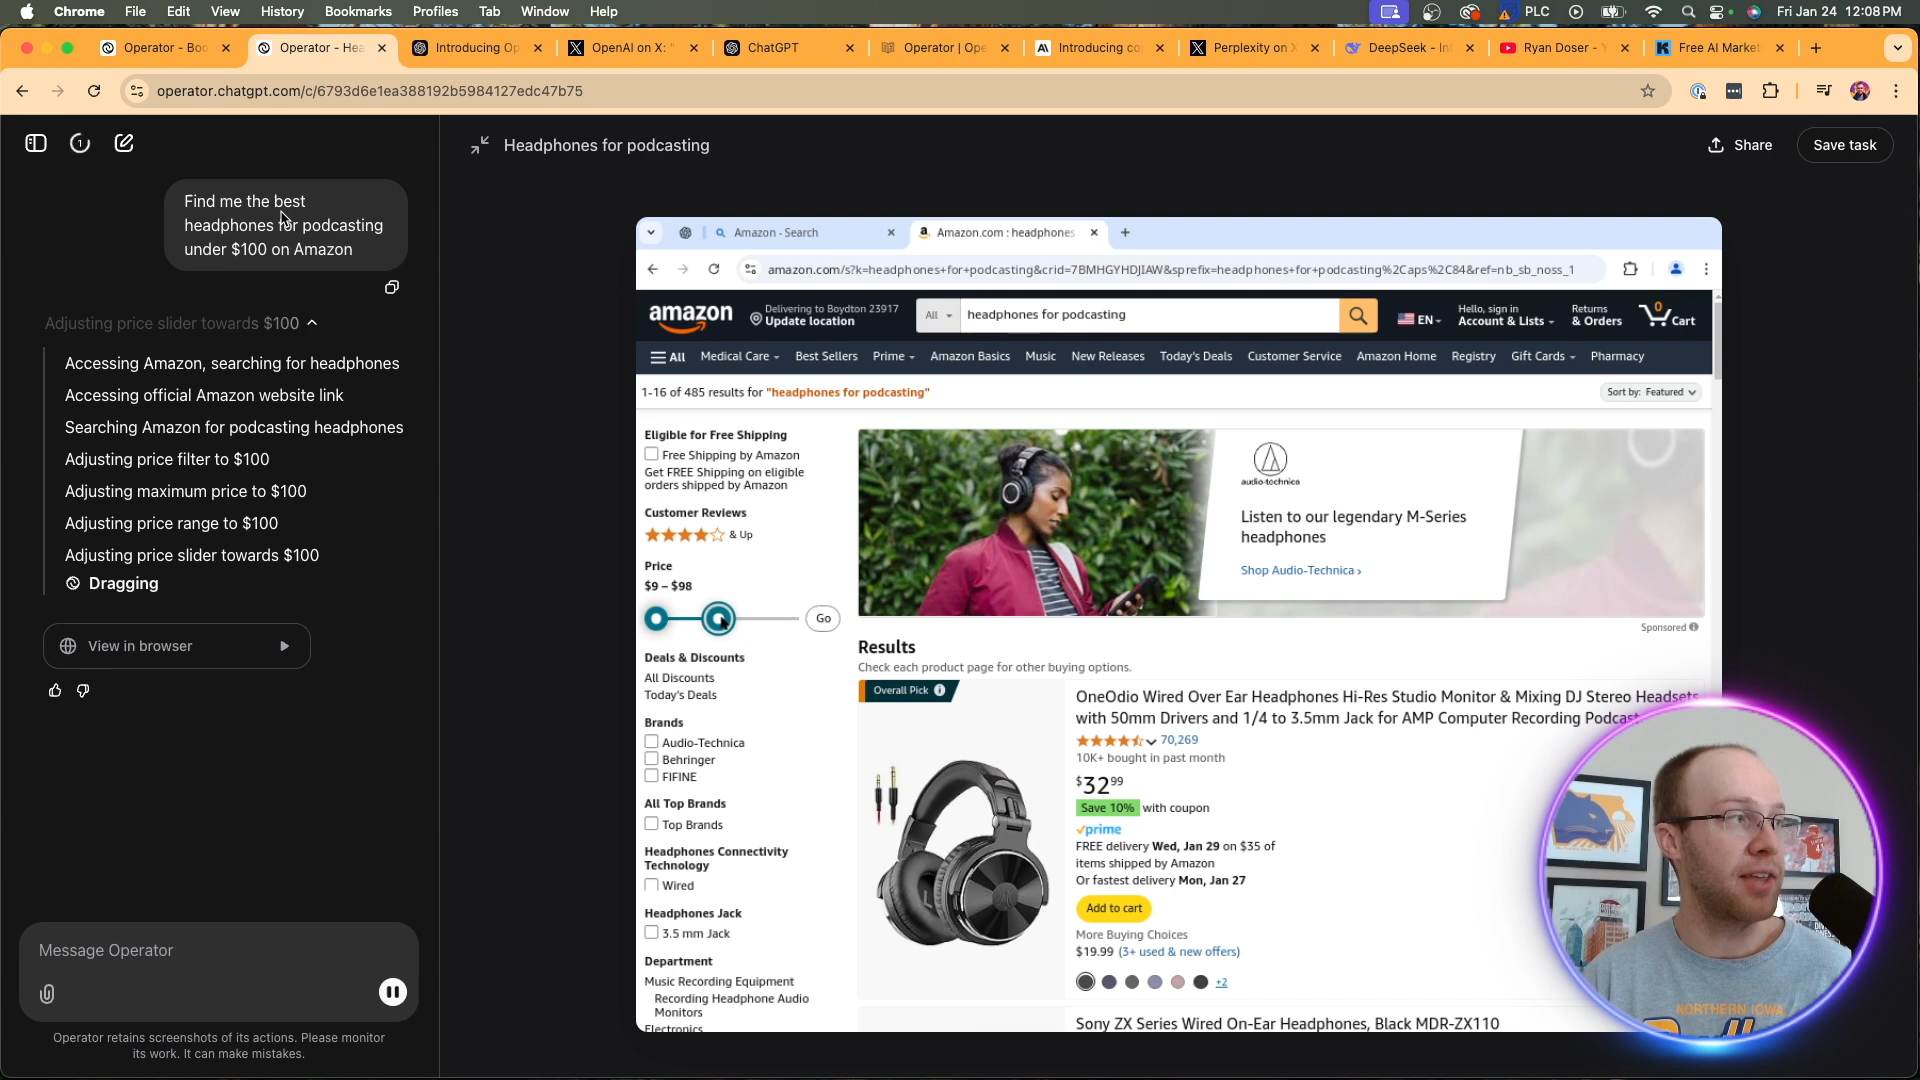 Chrome File Edit View History Bookmarks Profiles Tab Window Help
PLC Fri Jan 24 12:08 PM
Operator - Boo
Operator - Hea
Introducing Op
OpenAI on X: "
ChatGPT
Operator | Ope
Introducing co
Perplexity on X
DeepSeek - Int
Ryan Doser - Y
Free AI Market
operator.chatgpt.com/c/6793d6e1ea388192b5984127edc47b75
1
Headphones for podcasting
Share
Save task
Find me the best
headphones for podcasting
under $100 on Amazon
Adjusting price slider towards $100
Accessing Amazon, searching for headphones
Accessing official Amazon website link
Searching Amazon for podcasting headphones
Adjusting price filter to $100
Adjusting maximum price to $100
Adjusting price range to $100
Adjusting price slider towards $100
Dragging
View in browser
Message Operator
Operator retains screenshots of its actions. Please monitor
its work. It can make mistakes.
Amazon - Search
Amazon.com : headphones
amazon.com/s?k=headphones+for+podcasting&crid=7BMHGYHDJIAW&sprefix=headphones+for+podcasting%2Caps%2C84&ref=nb_sb_noss_1
amazon
Delivering to Boydton 23917
Update location
All
headphones for podcasting
EN
Hello, sign in
Account & Lists
Returns
& Orders
0
Cart
All Medical Care Best Sellers Prime Amazon Basics Music New Releases Today's Deals Customer Service Amazon Home Registry Gift Cards Pharmacy
1-16 of 485 results for "headphones for podcasting"
Sort by: Featured
Eligible for Free Shipping
Free Shipping by Amazon
Get FREE Shipping on eligible
orders shipped by Amazon
Customer Reviews
& Up
Price
$9 – $98
Go
Deals & Discounts
All Discounts
Today's Deals
Brands
Audio-Technica
Behringer
FIFINE
All Top Brands
Top Brands
Headphones Connectivity
Technology
Wired
Headphones Jack
3.5 mm Jack
Department
Music Recording Equipment
Recording Headphone Audio
Monitors
Electronics
audio-technica
Listen to our legendary M-Series
headphones
Shop Audio-Technica ›
Sponsored
Results
Check each product page for other buying options.
Overall Pick
OneOdio Wired Over Ear Headphones Hi-Res Studio Monitor & Mixing DJ Stereo Headsets
with 50mm Drivers and 1/4 to 3.5mm Jack for AMP Computer Recording Podcast
70,269
10K+ bought in past month
$32 99
Save 10% with coupon
prime
FREE delivery Wed, Jan 29 on $35 of
items shipped by Amazon
Or fastest delivery Mon, Jan 27
Add to cart
More Buying Choices
$19.99 (3+ used & new offers)
+2
Sony ZX Series Wired On-Ear Headphones, Black MDR-ZX110
NORTHERN IOWA